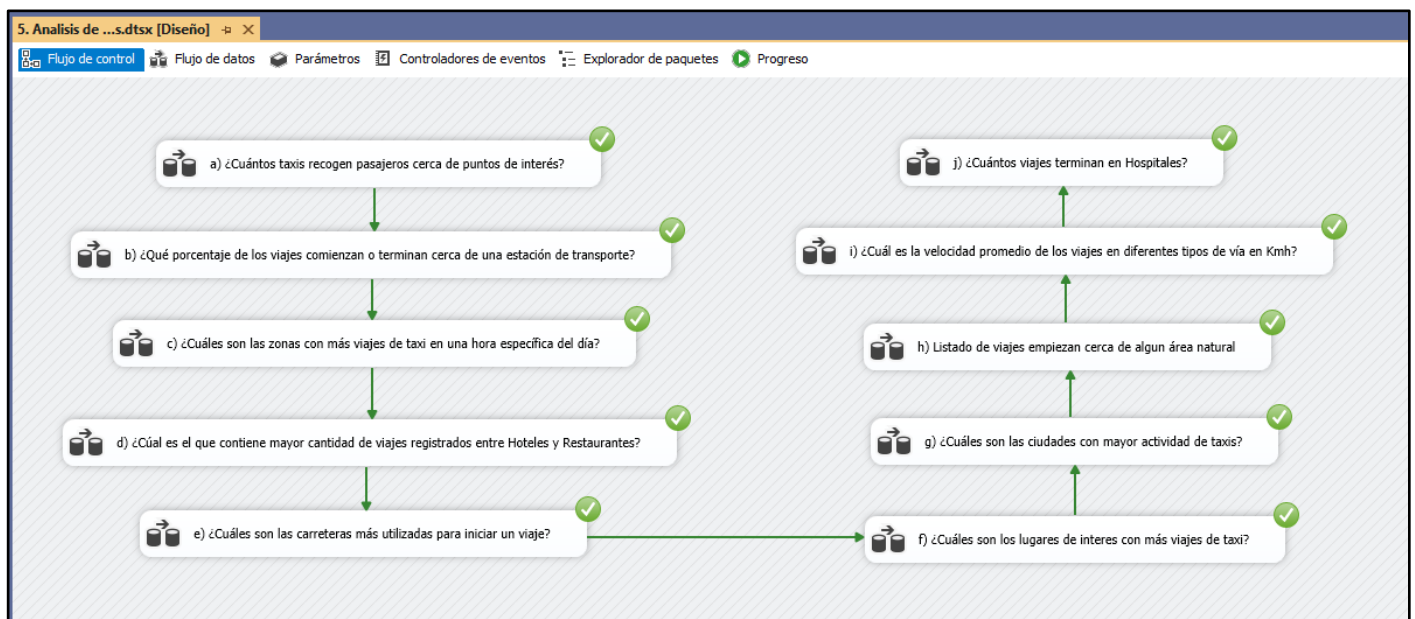 5. Analisis de ...s.dtsx [Diseño]
Flujo de control Flujo de datos Parámetros Controladores de eventos Explorador de paquetes Progreso
a) ¿Cuántos taxis recogen pasajeros cerca de puntos de interés?
b) ¿Qué porcentaje de los viajes comienzan o terminan cerca de una estación de transporte?
c) ¿Cuáles son las zonas con más viajes de taxi en una hora específica del día?
d) ¿Cúal es el que contiene mayor cantidad de viajes registrados entre Hoteles y Restaurantes?
e) ¿Cuáles son las carreteras más utilizadas para iniciar un viaje?
f) ¿Cuáles son los lugares de interes con más viajes de taxi?
g) ¿Cuáles son las ciudades con mayor actividad de taxis?
h) Listado de viajes empiezan cerca de algun área natural
i) ¿Cuál es la velocidad promedio de los viajes en diferentes tipos de vía en Kmh?
j) ¿Cuántos viajes terminan en Hospitales?